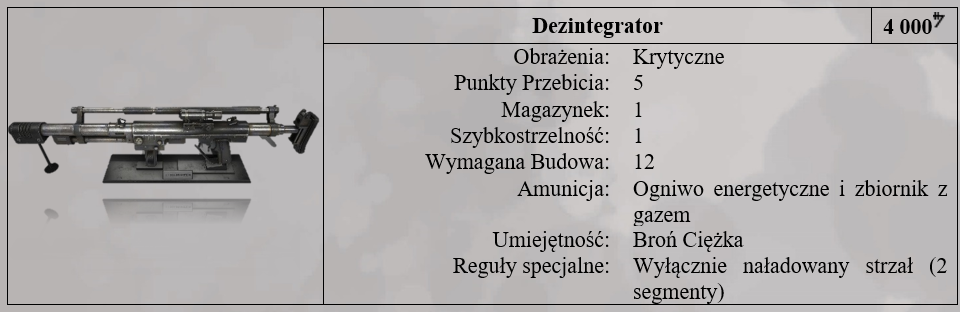 Dezintegrator
4 000
Obrażenia: Krytyczne
Punkty Przebicia: 5
Magazynek: 1
Szybkostrzelność: 1
Wymagana Budowa: 12
Amunicja: Ogniwo energetyczne i zbiornik z
gazem
Umiejętność: Broń Ciężka
Reguły specjalne: Wyłącznie naładowany strzał (2
segmenty)